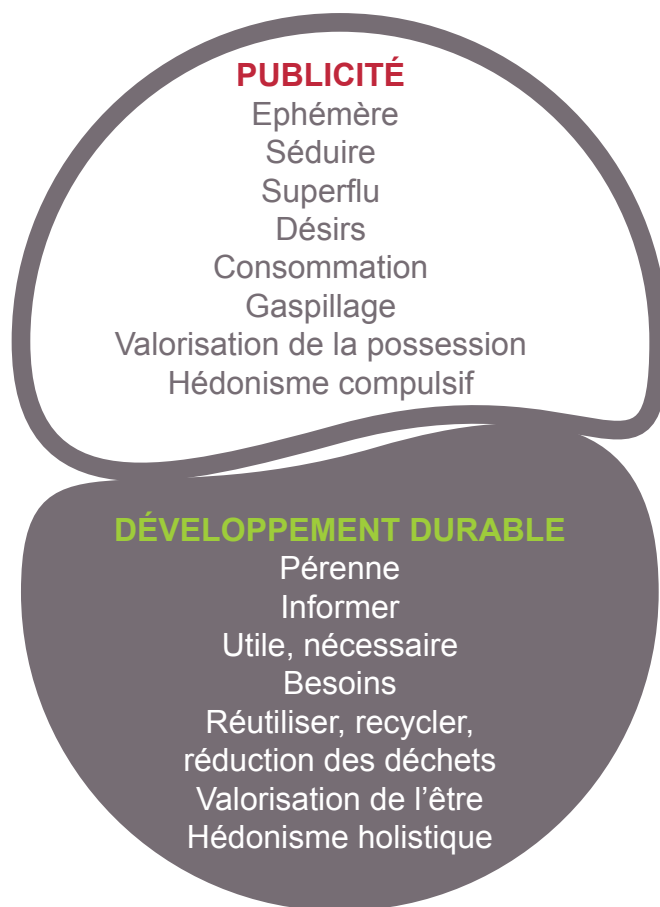 PUBLICITÉ
Ephémère
Séduire
Superflu
Désirs
Consommation
Gaspillage
Valorisation de la possession
Hédonisme compulsif
DÉVELOPPEMENT DURABLE
Pérenne
Informer
Utile, nécessaire
Besoins
Réutiliser, recycler,
réduction des déchets
Valorisation de l’être
Hédonisme holistique